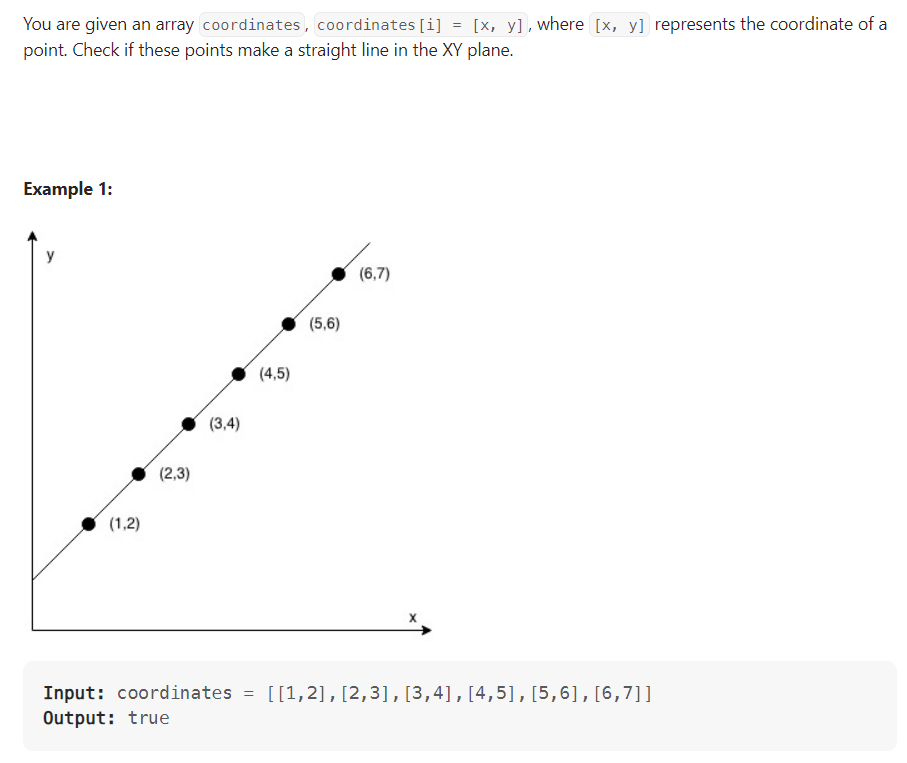 You are given an array coordinates, coordinates[i] = [x, y], where [x, y] represents the coordinate of a
point. Check if these points make a straight line in the XY plane.
Example 1:
y
(6,7)
(5,6)
(4,5)
(3,4)
(2,3)
(1,2)
x
Input: coordinates = [[1,2],[2,3],[3,4],[4,5],[5,6],[6,7]]
Output: true